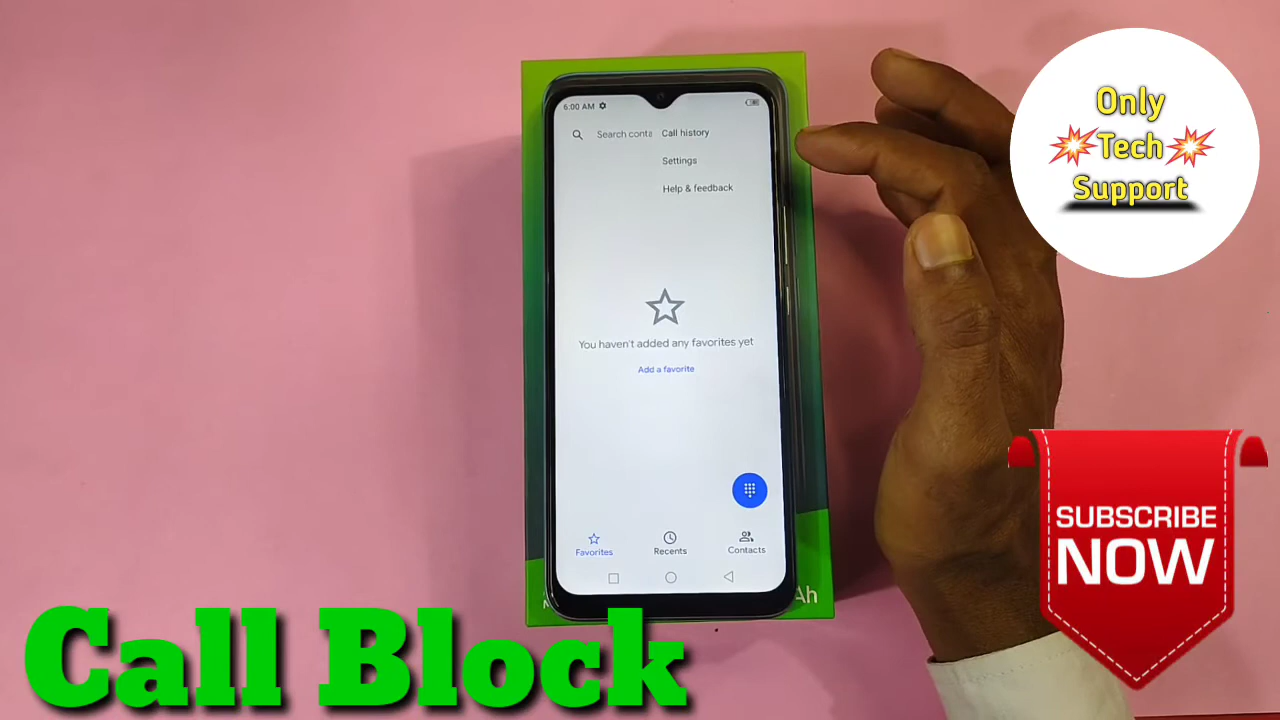 6:00 AM
Search conta
Call history
Settings
Help & feedback
You haven't added any favorites yet
Add a favorite
Favorites
Recents
Contacts
Ah
Only
Tech
Support
SUBSCRIBE
NOW
Call Block